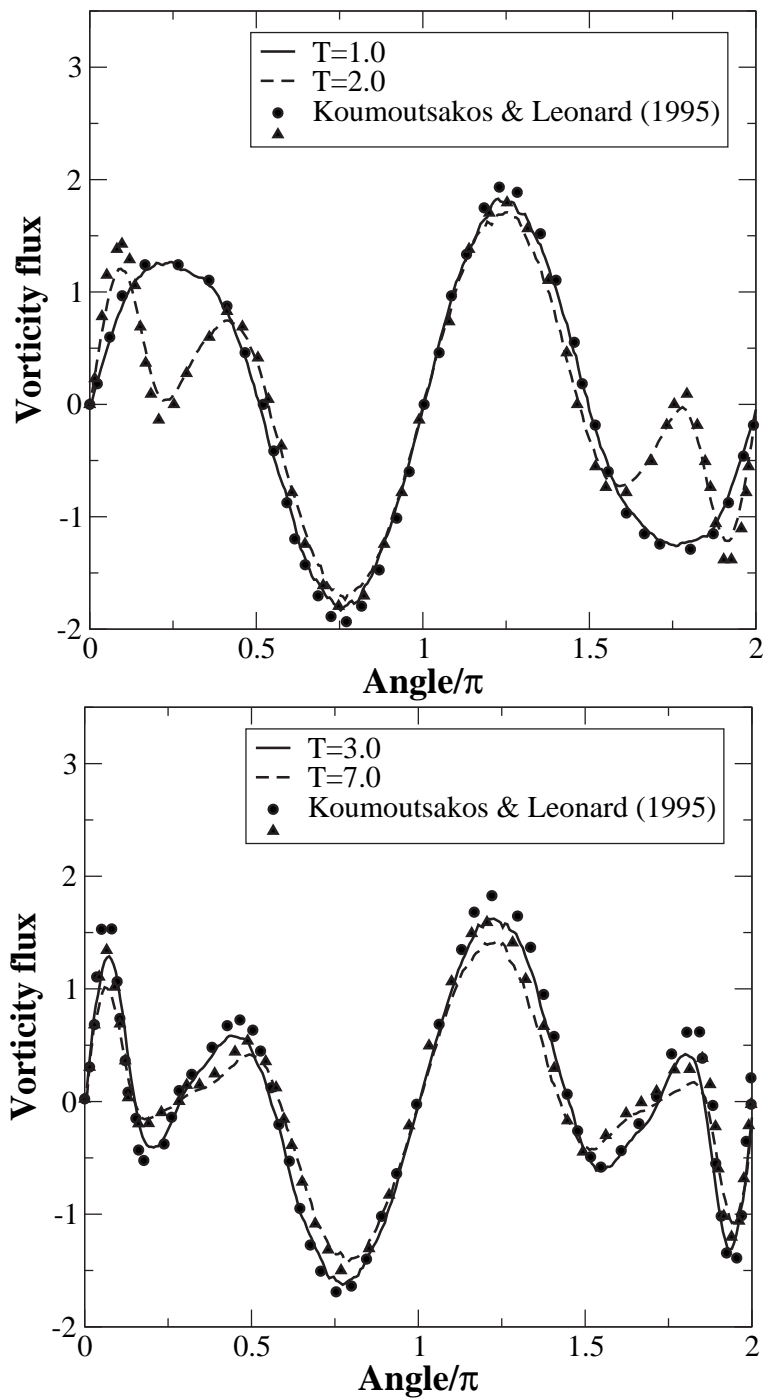 T=1.0
T=2.0
Koumoutsakos & Leonard (1995)
Vorticity flux
3
2
1
0
-1
-2
0
0.5
1
1.5
2
Angle/π
T=3.0
T=7.0
Koumoutsakos & Leonard (1995)
Vorticity flux
3
2
1
0
-1
-2
0
0.5
1
1.5
2
Angle/π